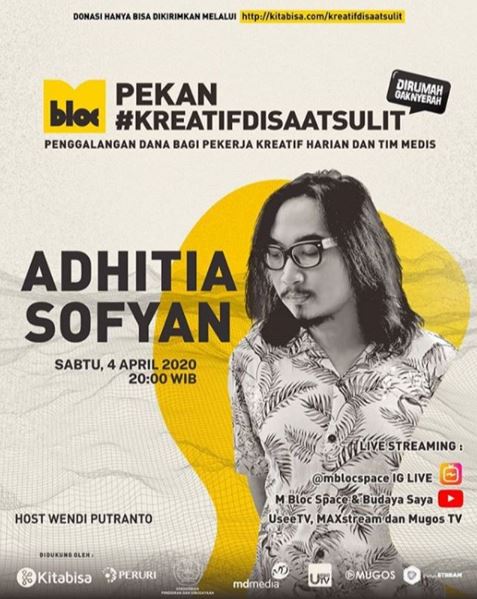 DONASI HANYA BISA DIKIRIMKAN MELALUI http://kitabisa.com/kreatifdisaatsulit
bloc
PEKAN
#KREATIFDISAATSULIT
DIRUMAH
GAKNYERAH
PENGGALANGAN DANA BAGI PEKERJA KREATIF HARIAN DAN TIM MEDIS
ADHITIA
SOFYAN
SABTU, 4 APRIL 2020
20:00 WIB
LIVE STREAMING :
@mblocspace IG LIVE
M Bloc Space & Budaya Saya
UseeTV, MAXstream dan Mugos TV
HOST WENDI PUTRANTO
DIDUKUNG OLEH :
Kitabisa
PERURI
mdmedia
MUGOS